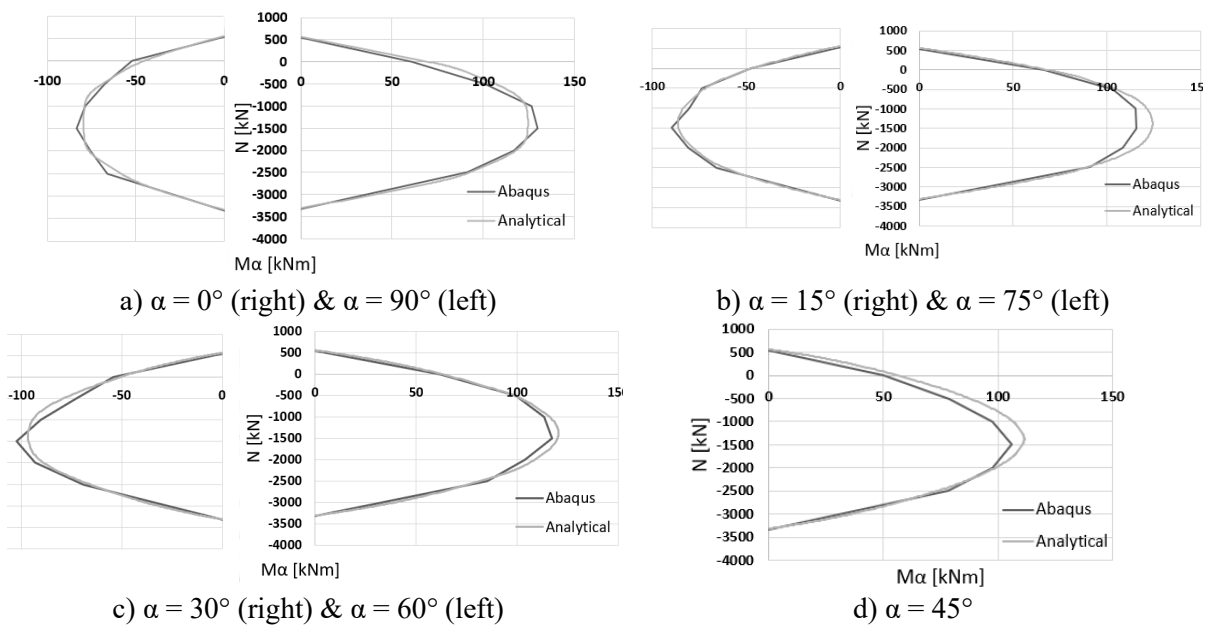 1000
500
0
-500
-1000
-1500
-2000
-2500
-3000
-3500
-4000
-100 -50 0
50 100 150
N [kN]
Abaqus
Analytical
Mα [kNm]
a) α = 0° (right) & α = 90° (left)
1000
500
0
-500
-1000
-1500
-2000
-2500
-3000
-3500
-4000
-100 -50 0
0 50 100 15
N [kN]
Abaqus
Analytical
Mα [kNm]
b) α = 15° (right) & α = 75° (left)
1000
500
0
-500
-1000
-1500
-2000
-2500
-3000
-3500
-4000
-100 -50 0
0 50 100 150
N [kN]
Abaqus
Analytical
Mα [kNm]
c) α = 30° (right) & α = 60° (left)
1000
500
0
-500
-1000
-1500
-2000
-2500
-3000
-3500
-4000
0 50 100 150
N [kN]
Abaqus
Analytical
Mα [kNm]
d) α = 45°